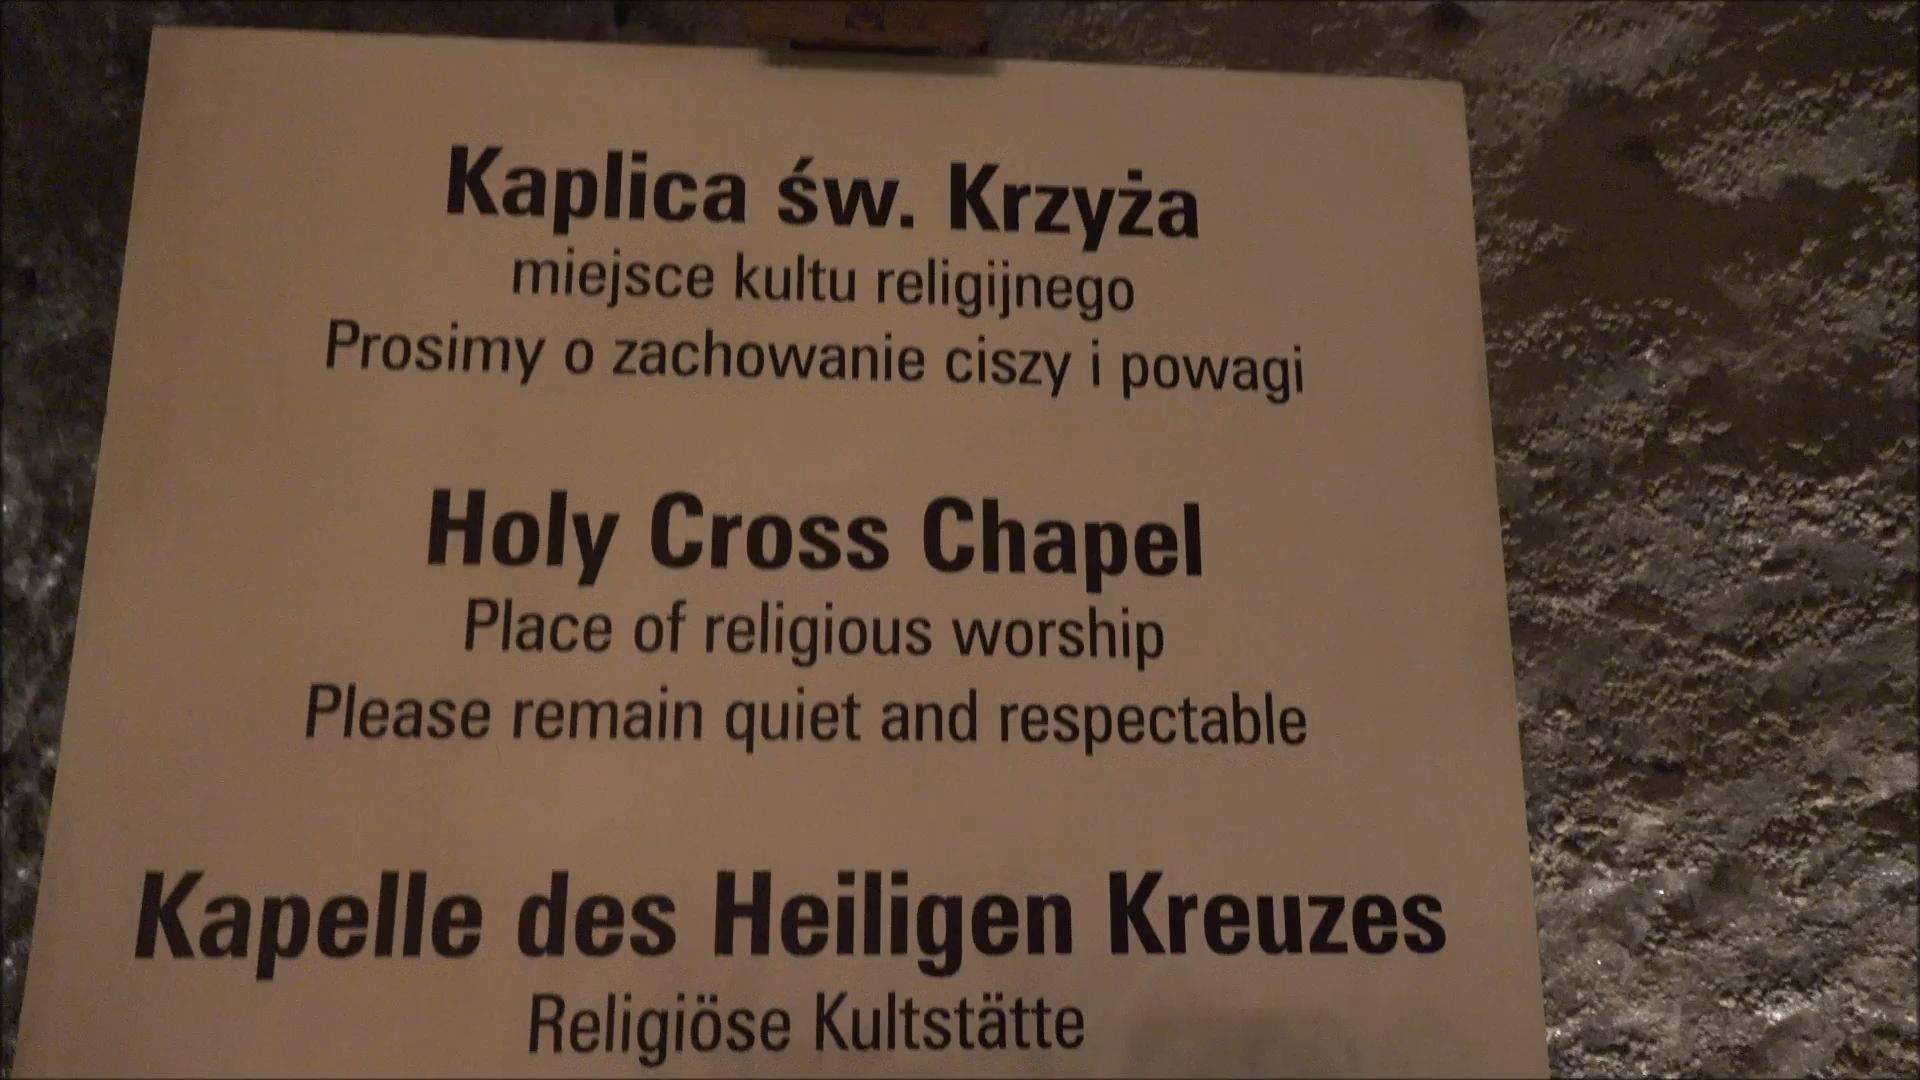 Kaplica św. Krzyża
miejsce kultu religijnego
Prosimy o zachowanie ciszy i powagi
Holy Cross Chapel
Place of religious worship
Please remain quiet and respectable
Kapelle des Heiligen Kreuzes
Religiöse Kultstätte